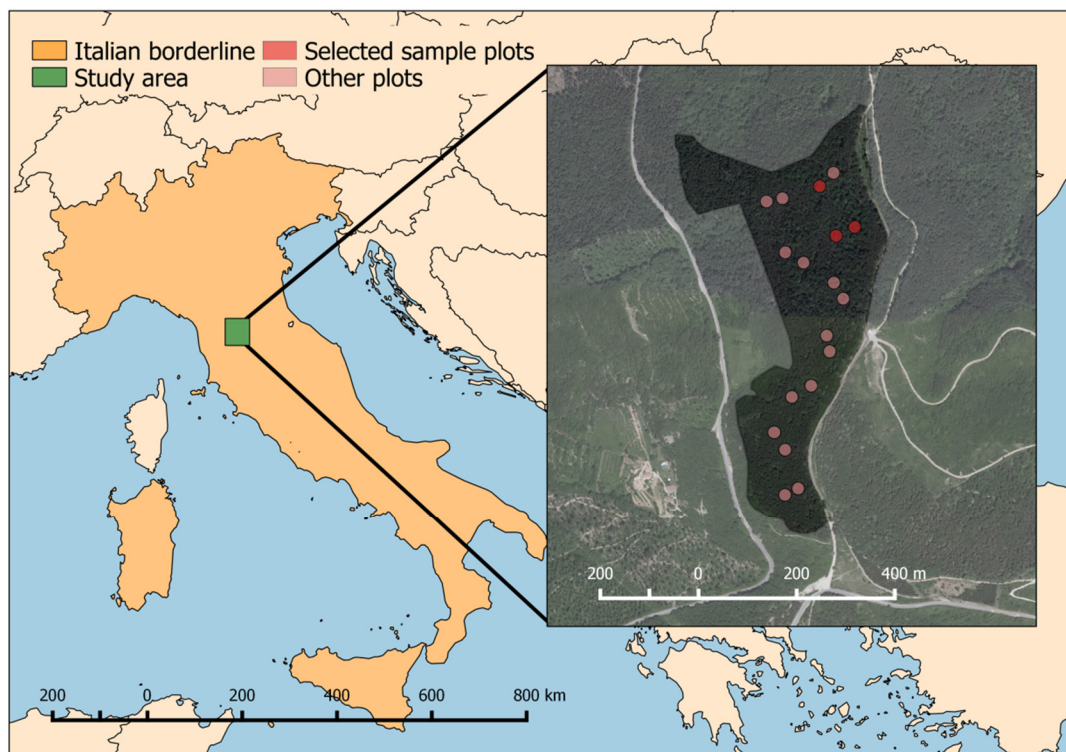 Italian borderline Selected sample plots
Study area Other plots
200 0 200 400 m
200 0 200 400 600 800 km